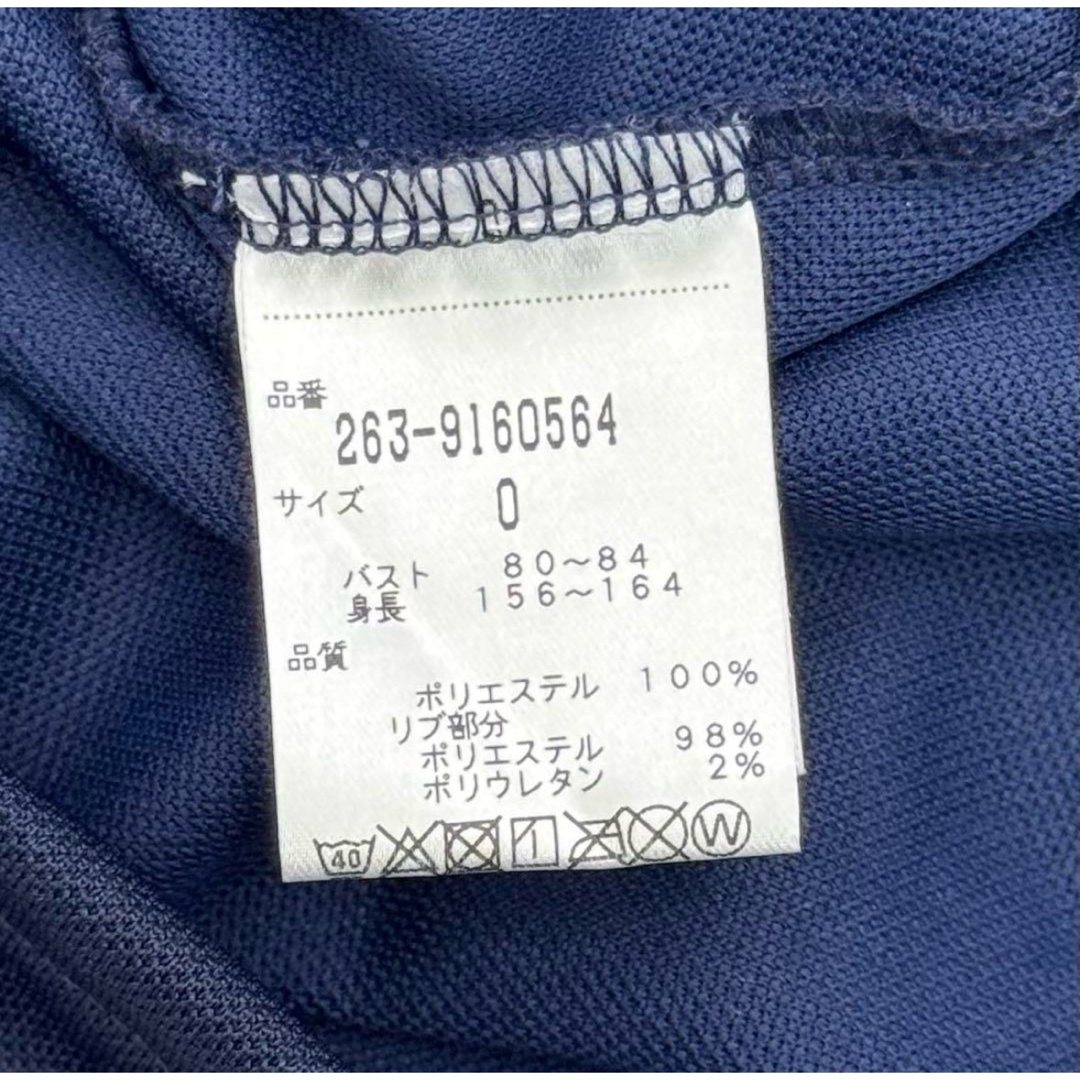 品番
263-9160564
サイズ 0
バスト 80～84
身長 156～164
品質
ポリエステル 100%
リブ部分
ポリエステル 98%
ポリウレタン 2%
40 W